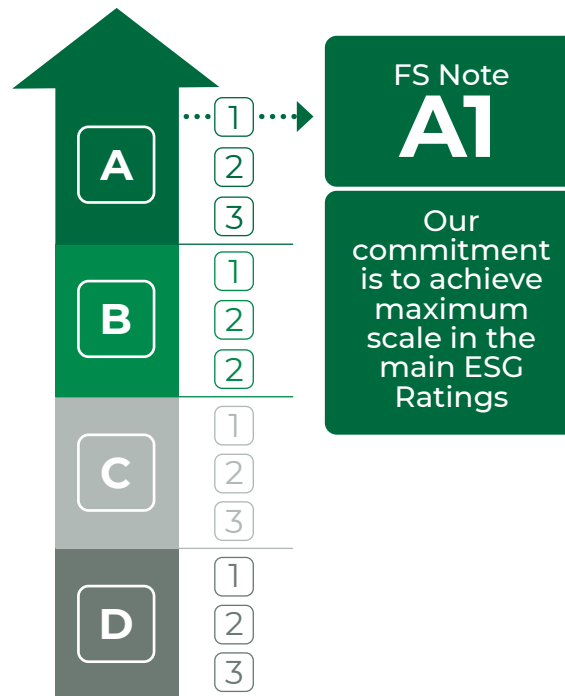 A
1
2
3
B
1
2
2
C
1
2
3
D
1
2
3
FS Note
A1
Our
commitment
is to achieve
maximum
scale in the
main ESG
Ratings